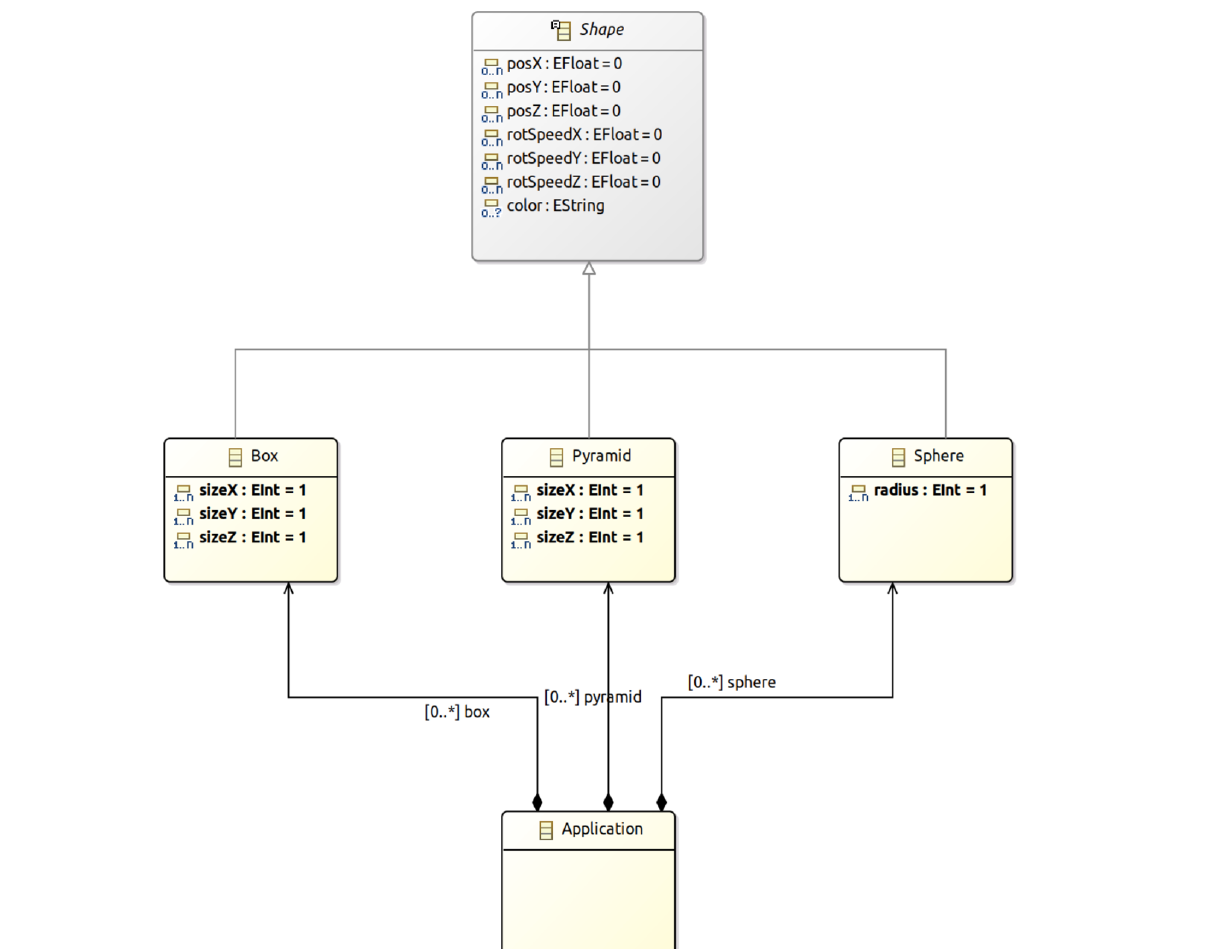 Shape
0..n posX : EFloat = 0
0..n posY : EFloat = 0
0..n posZ : EFloat = 0
0..n rotSpeedX : EFloat = 0
0..n rotSpeedY : EFloat = 0
0..n rotSpeedZ : EFloat = 0
0..? color : EString
Box
1..n sizeX : EInt = 1
1..n sizeY : EInt = 1
1..n sizeZ : EInt = 1
Pyramid
1..n sizeX : EInt = 1
1..n sizeY : EInt = 1
1..n sizeZ : EInt = 1
Sphere
1..n radius : EInt = 1
[0..*] box
[0..*] pyramid
[0..*] sphere
Application